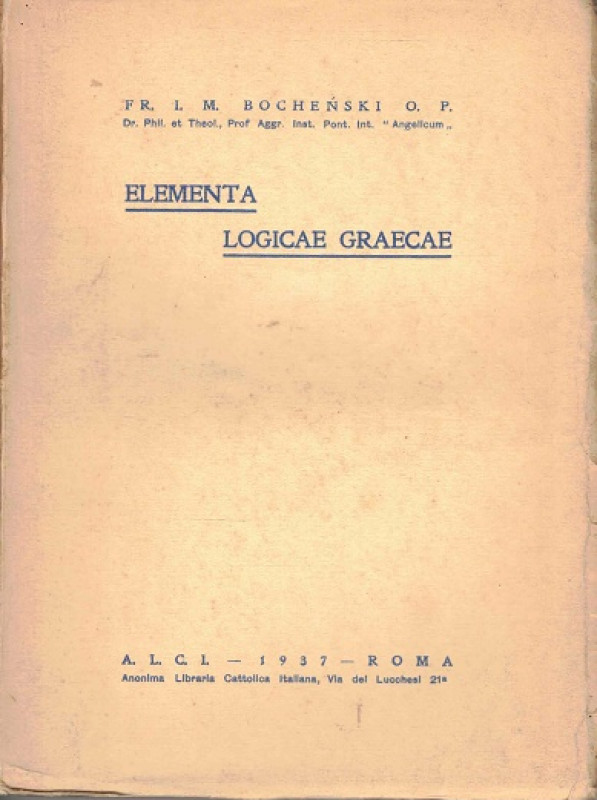 FR. I. M. BOCHEŃSKI O. P.
Dr. Phil. et Theol., Prof Aggr. Inst. Pont. Int. " Angelicum „
ELEMENTA
LOGICAE GRAECAE
A. L. C. I. — 1937 — ROMA
Anonima Libraria Cattolica Italiana, Via dei Lucchesi 21ª